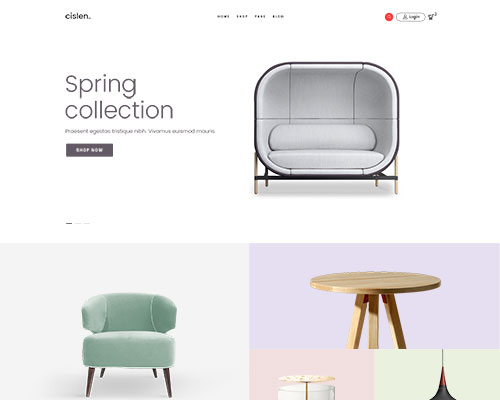 cislen.
HOME SHOP PAGE BLOG
Login
Spring
collection
Praesent egestas tristique nibh. Vivamus euismod mauris
SHOP NOW